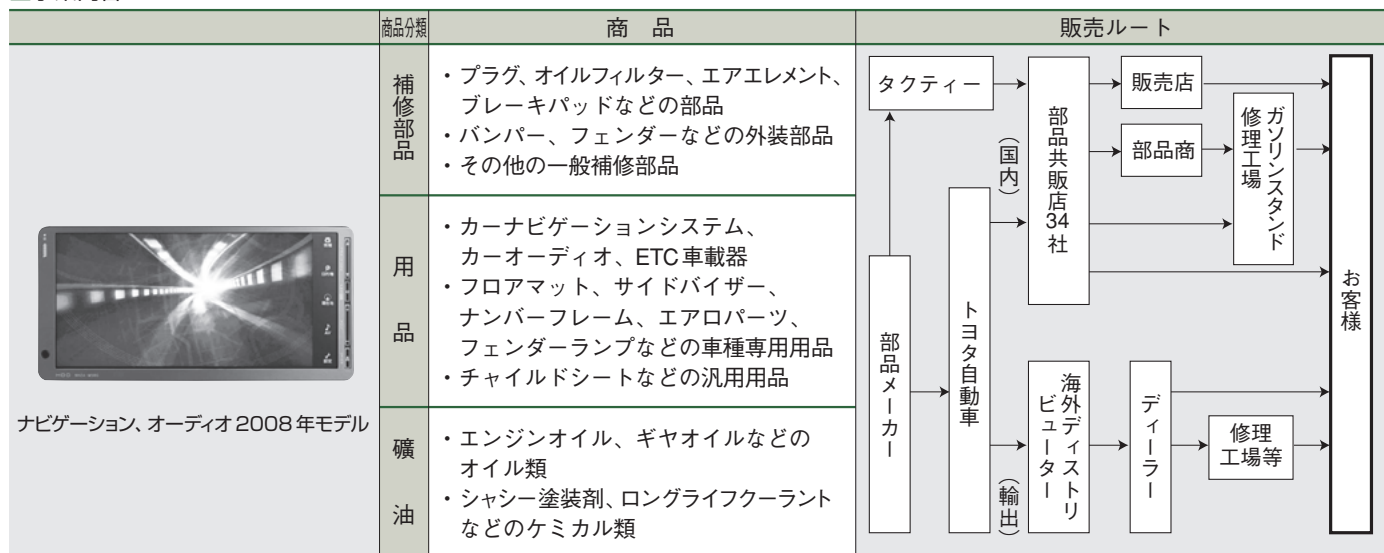 商品分類
商　品
販売ルート
補修部品
・プラグ、オイルフィルター、エアエレメント、
ブレーキパッドなどの部品
・バンパー、フェンダーなどの外装部品
・その他の一般補修部品
用品
・カーナビゲーションシステム、
カーオーディオ、ETC車載器
・フロアマット、サイドバイザー、
ナンバーフレーム、エアロパーツ、
フェンダーランプなどの車種専用用品
・チャイルドシートなどの汎用用品
礦油
・エンジンオイル、ギヤオイルなどの
オイル類
・シャシー塗装剤、ロングライフクーラント
などのケミカル類
ナビゲーション、オーディオ2008年モデル
タクティー
部品メーカー
トヨタ自動車
（国内）
（輸出）
部品共販店34社
販売店
部品商
ガソリンスタンド
修理工場
海外ディストリ
ビューター
ディーラー
修理
工場等
お客様